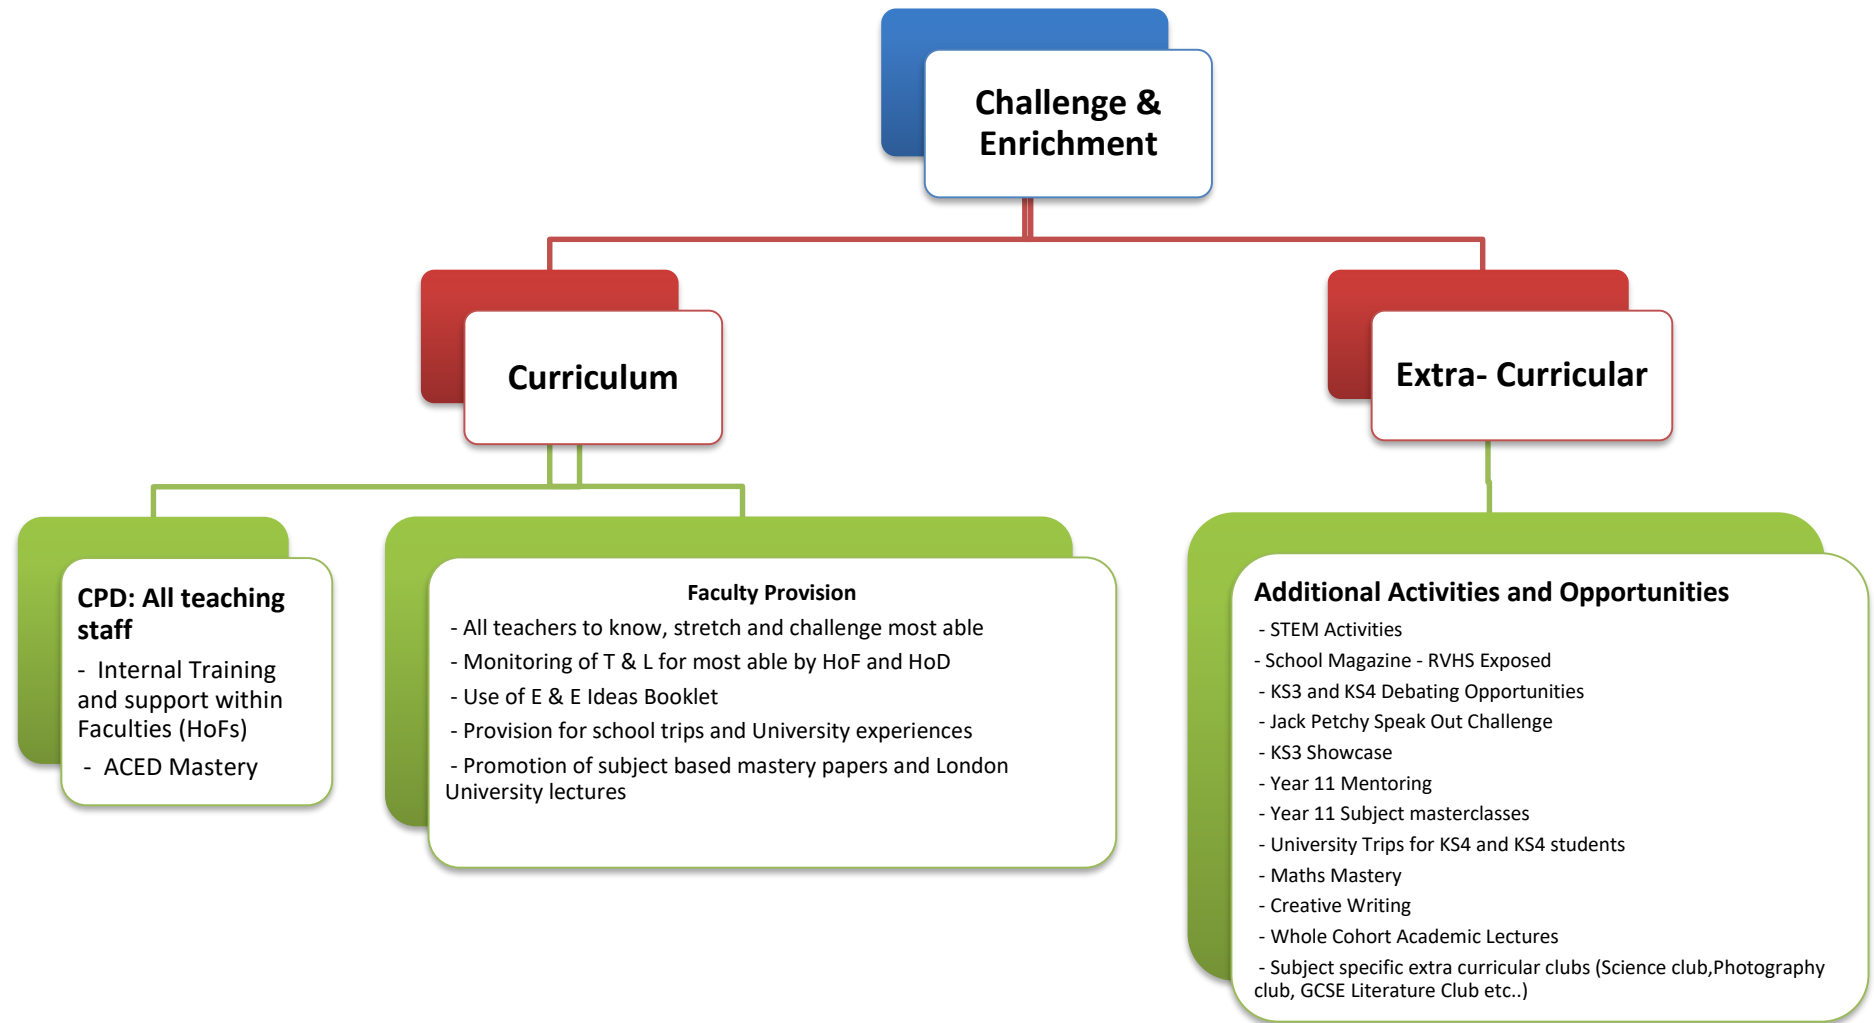 Challenge &
Enrichment
Curriculum
Extra- Curricular
CPD: All teaching
staff
- Internal Training
and support within
Faculties (HoFs)
- ACED Mastery
Faculty Provision
- All teachers to know, stretch and challenge most able
- Monitoring of T & L for most able by HoF and HoD
- Use of E & E Ideas Booklet
- Provision for school trips and University experiences
- Promotion of subject based mastery papers and London
University lectures
Additional Activities and Opportunities
- STEM Activities
- School Magazine - RVHS Exposed
- KS3 and KS4 Debating Opportunities
- Jack Petchy Speak Out Challenge
- KS3 Showcase
- Year 11 Mentoring
- Year 11 Subject masterclasses
- University Trips for KS4 and KS4 students
- Maths Mastery
- Creative Writing
- Whole Cohort Academic Lectures
- Subject specific extra curricular clubs (Science club,Photography
club, GCSE Literature Club etc..)